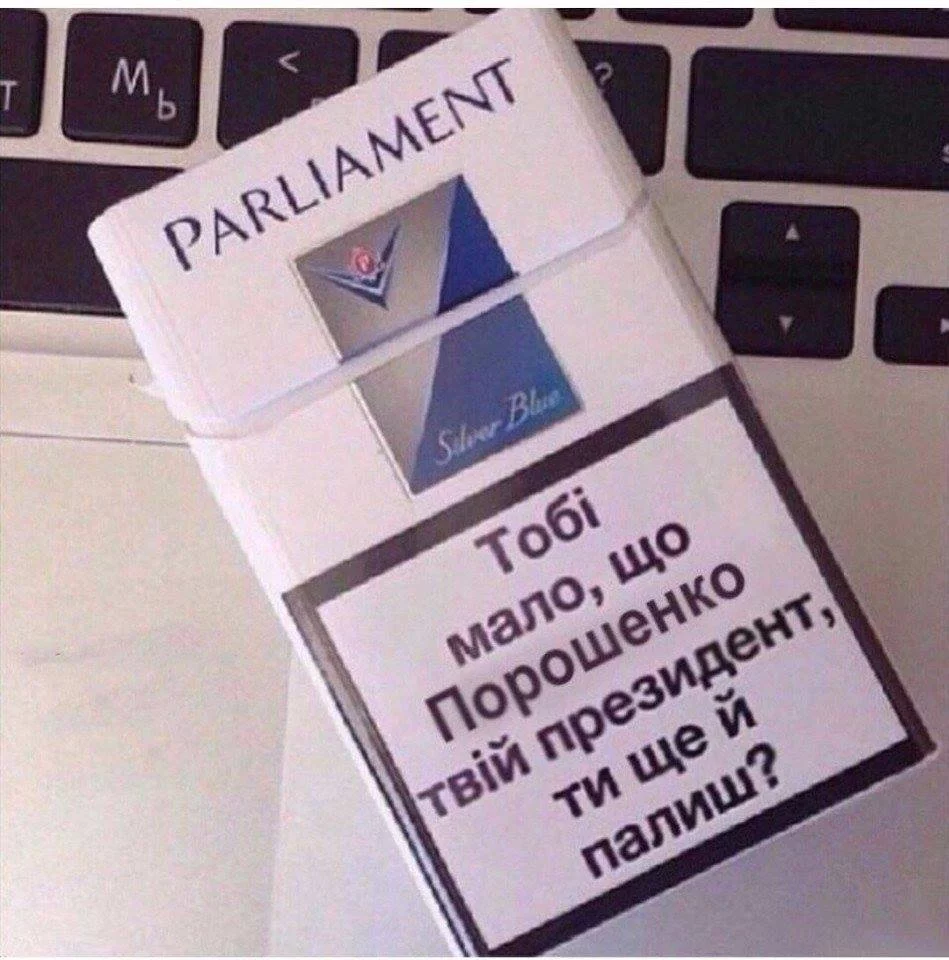 Т
М
Ь
<
?
PARLIAMENT
P
Silver Blue
Тобі
мало, що
Порошенко
твій президент,
ти ще й
палиш?